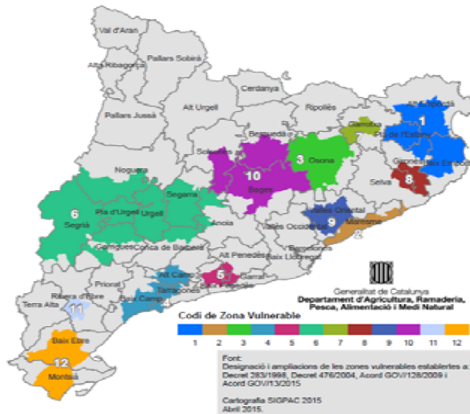 Val d'Aran
Pallars Sobirà
Alta Ribagorça
Cerdanya
Pallars Jussà
Alt Urgell
Ripollès
Garrotxa
Alt Empordà
1
Pla de l'Estany
Berguedà
Solsonès
3
Osona
Gironès
Baix Empordà
Noguera
10
8
Bages
Selva
Segarra
6
Pla d'Urgell
Urgell
Segrià
Anoia
Vallès Oriental
9
Maresme
2
Vallès Occidental
Garrigues
Conca de Barberà
Alt Penedès
Barcelonès
Baix Llobregat
Alt Camp
5
Garraf
Priorat
Tarragonès
Ribera d'Ebre
Terra Alta
11
Baix Camp
Baix Ebre
12
Montsià
Generalitat de Catalunya
Departament d'Agricultura, Ramaderia,
Pesca, Alimentació i Medi Natural
Codi de Zona Vulnerable
1 2 3 4 5 6 7 8 9 10 11 12
Font:
Designació i ampliacions de les zones vulnerables establertes a:
Decret 283/1998, Decret 476/2004, Acord GOV/128/2009 i
Acord GOV/13/2015
Cartografia SIGPAC 2015
Abril 2015.